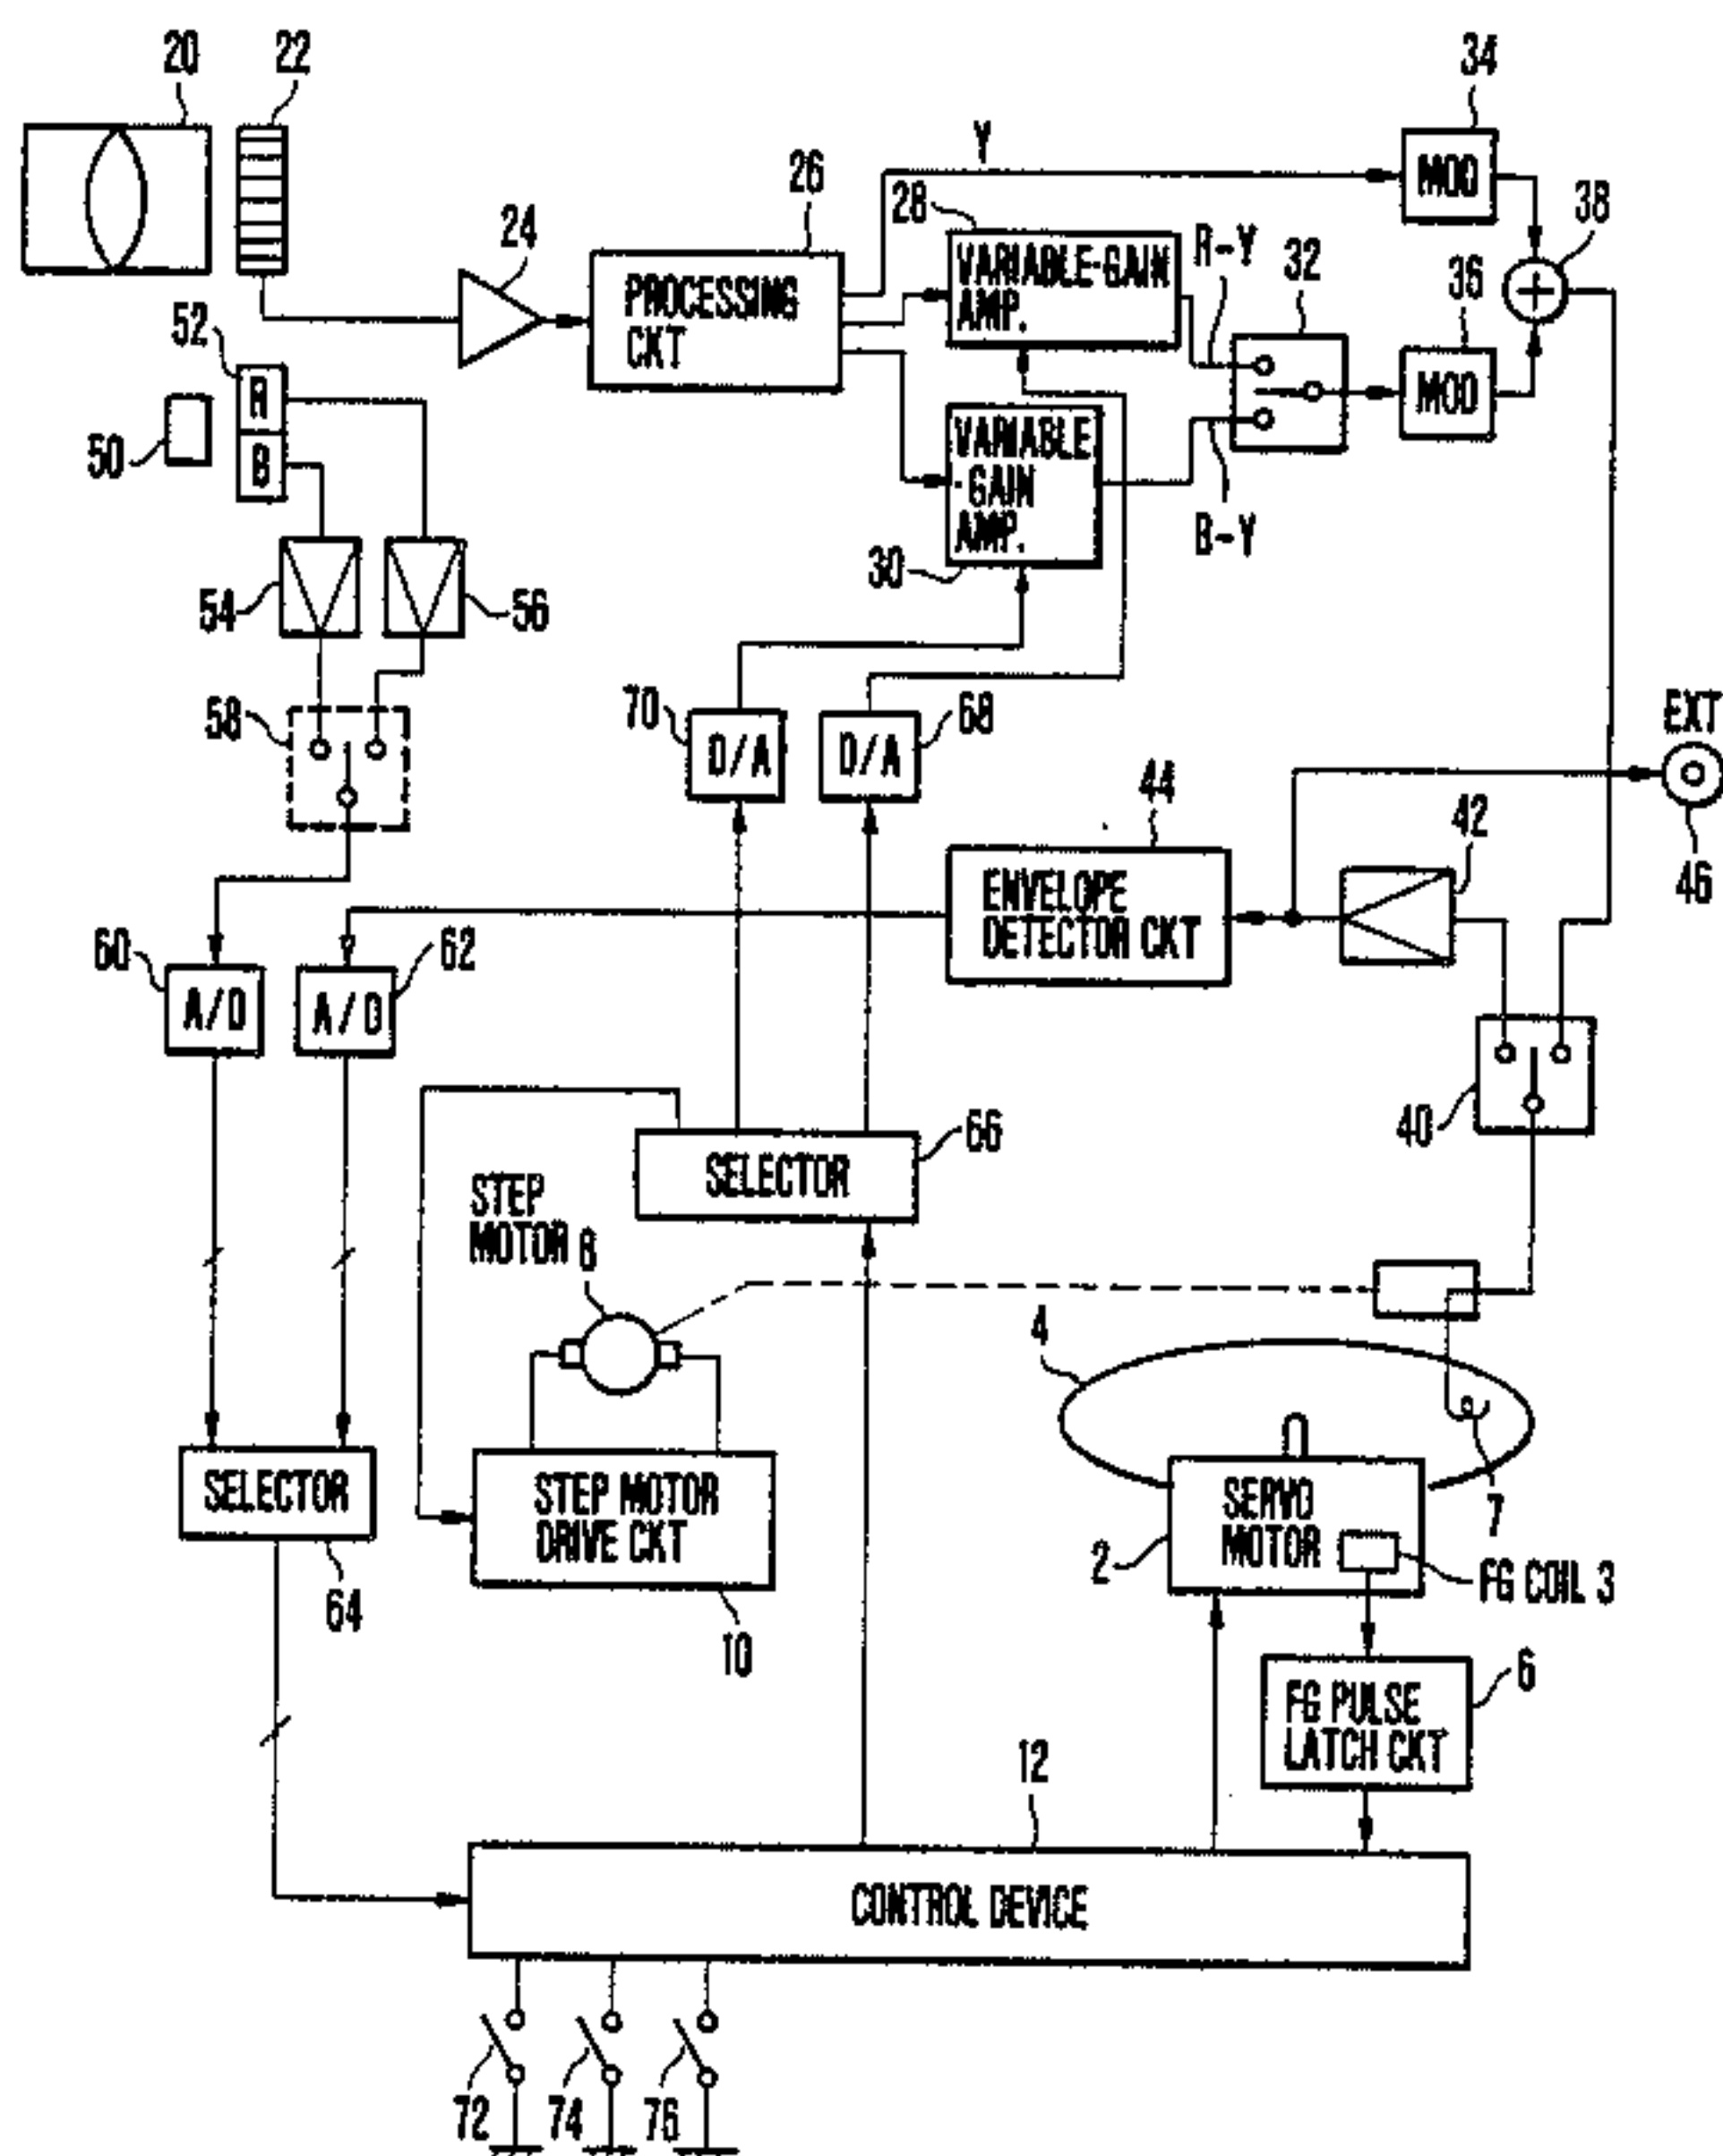 20
22
34
Y
26
28
MOD
38
24
VARIABLE-GAIN
AMP.
R-Y
32
36
PROCESSING
CKT
52
R
B
50
MOD
VARIABLE
-GAIN
AMP.
B-Y
30
54
56
58
70
D/A
D/A
68
EXT
44
42
46
ENVELOPE
DETECTOR CKT
60
62
A/D
A/D
40
66
SELECTOR
STEP
MOTOR 8
4
SELECTOR
STEP MOTOR
DRIVE CKT
SERVO
MOTOR
7
2
FG COIL 3
64
10
6
FG PULSE
LATCH CKT
12
CONTROL DEVICE
72
74
76